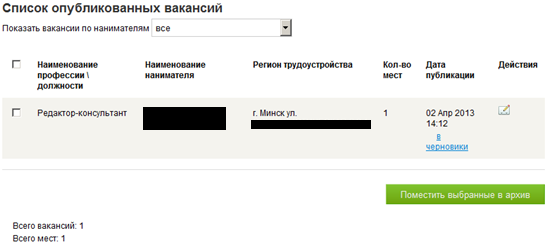 Список опубликованных вакансий
Показать вакансии по нанимателям все
Наименование профессии \ должности
Наименование нанимателя
Регион трудоустройства
Кол-во мест
Дата публикации
Действия
Редактор-консультант
г. Минск ул.
1
02 Апр 2013
14:12
в
черновики
Поместить выбранные в архив
Всего вакансий: 1
Всего мест: 1